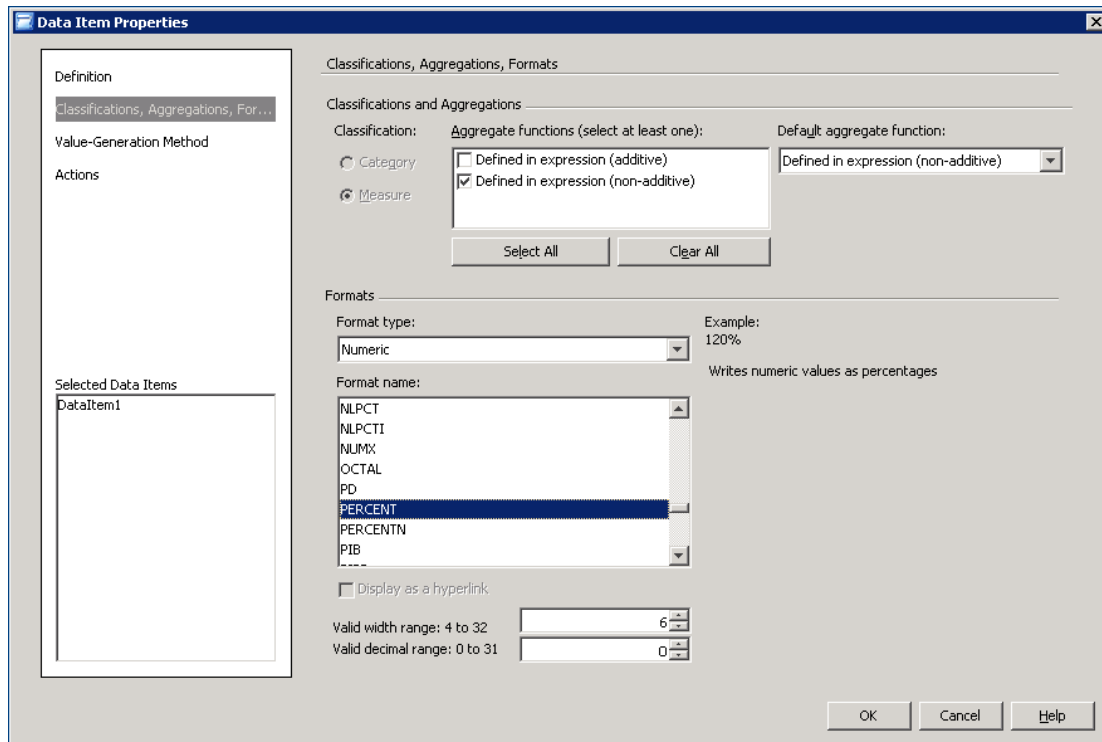 Data Item Properties
Definition
Classifications, Aggregations, For...
Value-Generation Method
Actions
Selected Data Items
DataItem1
Classifications, Aggregations, Formats
Classifications and Aggregations
Classification:
Category
Measure
Aggregate functions (select at least one):
Defined in expression (additive)
Defined in expression (non-additive)
Select All
Clear All
Default aggregate function:
Defined in expression (non-additive)
Formats
Format type:
Numeric
Format name:
NLPCT
NLPCTI
NUMX
OCTAL
PD
PERCENT
PERCENTN
PIB
Display as a hyperlink
Valid width range: 4 to 32
6
Valid decimal range: 0 to 31
0
Example:
120%
Writes numeric values as percentages
OK
Cancel
Help